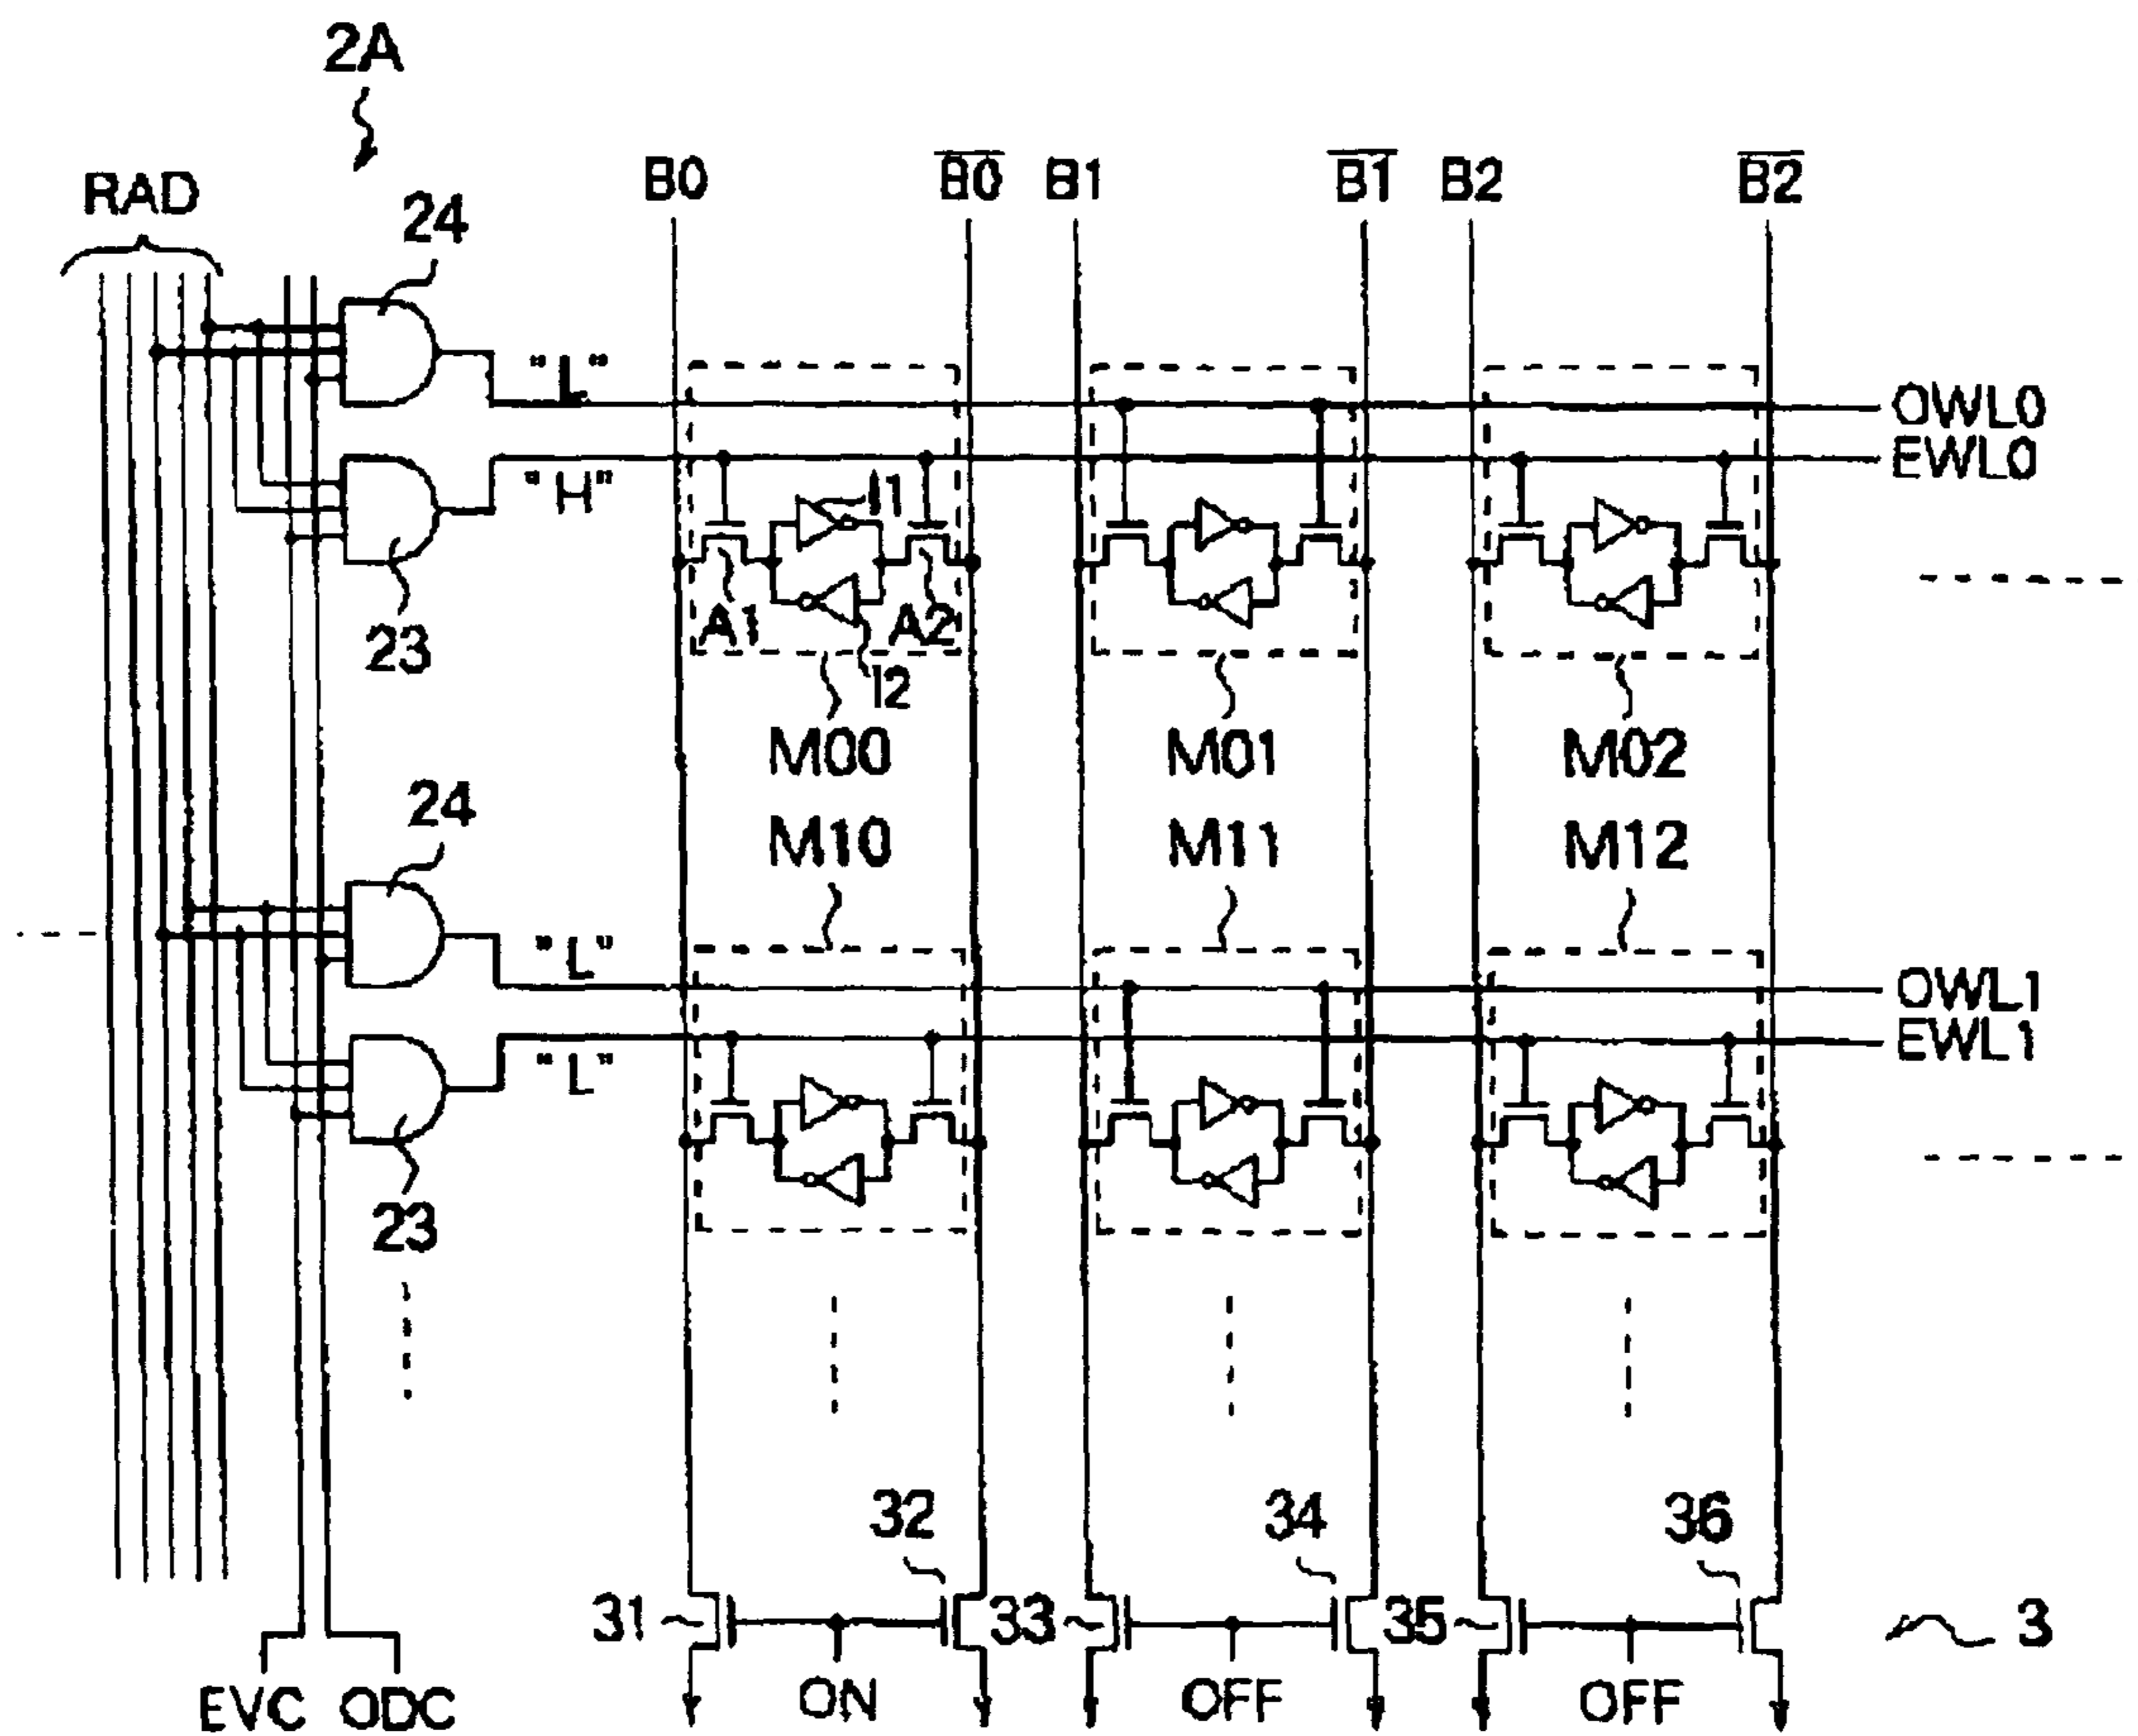 2A
RAD
24
B0
B0
B1
B1
B2
B2
"L"
OWL0
"H"
EWL0
I1
23
A1
A2
I2
M00
M01
M02
24
M10
M11
M12
"L"
OWL1
"L"
EWL1
23
32
34
36
31
33
35
3
EVC
ODC
ON
OFF
OFF